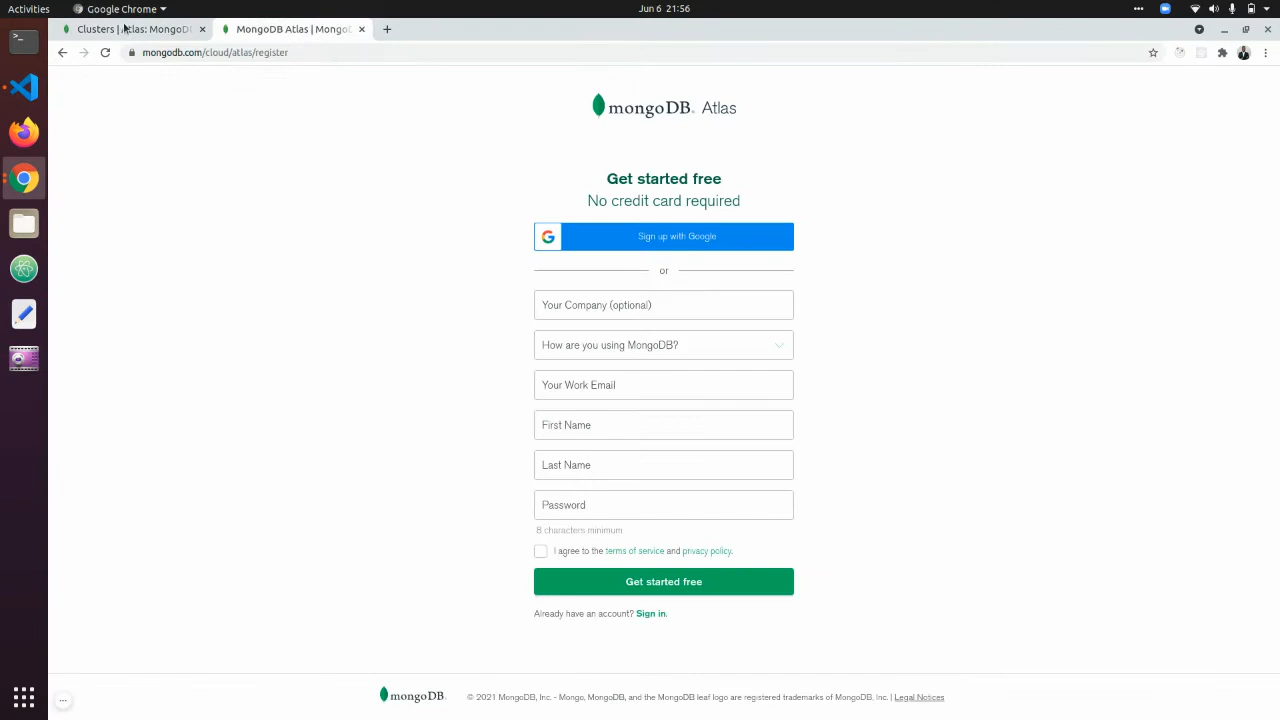 Activities
Google Chrome
Jun 6 21:56
Clusters | Atlas: MongoD
MongoDB Atlas | Mongo
mongodb.com/cloud/atlas/register
mongoDB. Atlas
Get started free
No credit card required
Sign up with Google
or
Your Company (optional)
How are you using MongoDB?
Your Work Email
First Name
Last Name
Password
8 characters minimum
I agree to the terms of service and privacy policy.
Get started free
Already have an account? Sign in.
mongoDB.
© 2021 MongoDB, Inc. - Mongo, MongoDB, and the MongoDB leaf logo are registered trademarks of MongoDB, Inc. | Legal Notices